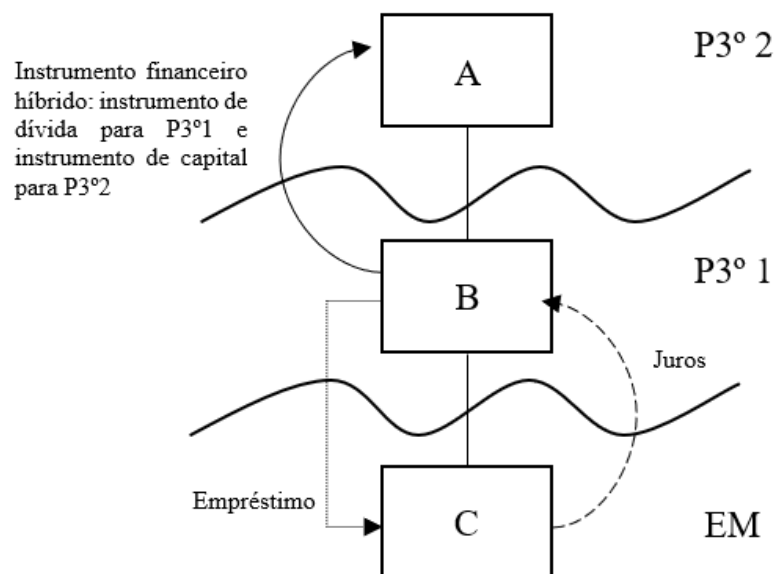 P3º 2
A
Instrumento financeiro
híbrido: instrumento de
dívida para P3º1 e
instrumento de capital
para P3º2
P3º 1
B
Juros
Empréstimo
C
EM